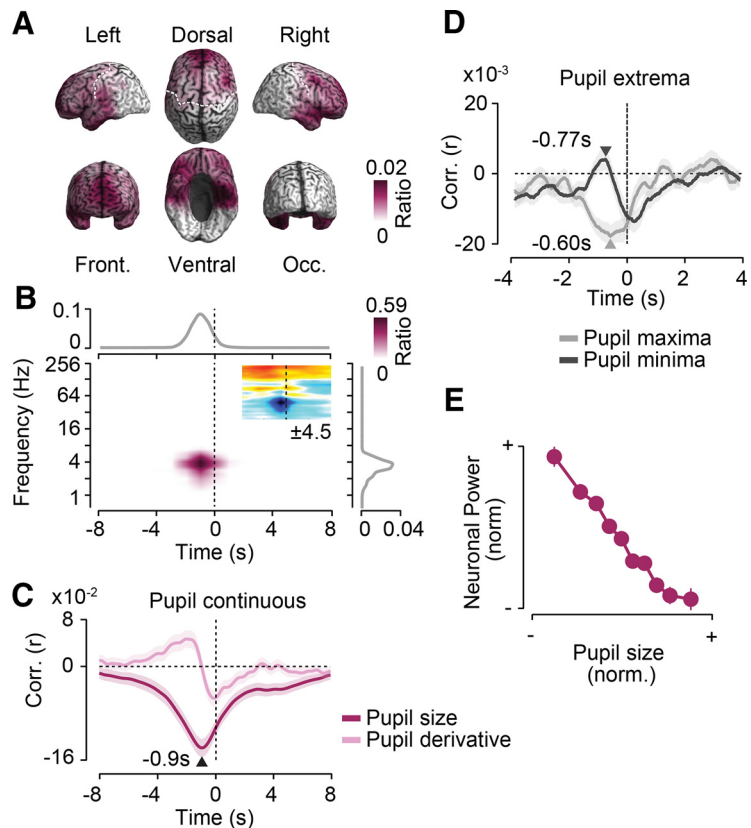 A
Left
Dorsal
Right
0.02
Ratio
0
Front.
Ventral
Occ.
B
0.1
0
0.59
Ratio
0
Frequency (Hz)
256
64
16
4
1
±4.5
-8
-4
0
4
8
Time (s)
0
0.04
C
x10-2
Pupil continuous
8
0
-16
Corr. (r)
-0.9s
-8
-4
0
4
8
Time (s)
Pupil size
Pupil derivative
D
x10-3
Pupil extrema
20
0
-20
Corr. (r)
-0.77s
-0.60s
-4
-2
0
2
4
Time (s)
Pupil maxima
Pupil minima
E
+
-
Neuronal Power
(norm)
-
+
Pupil size
(norm.)